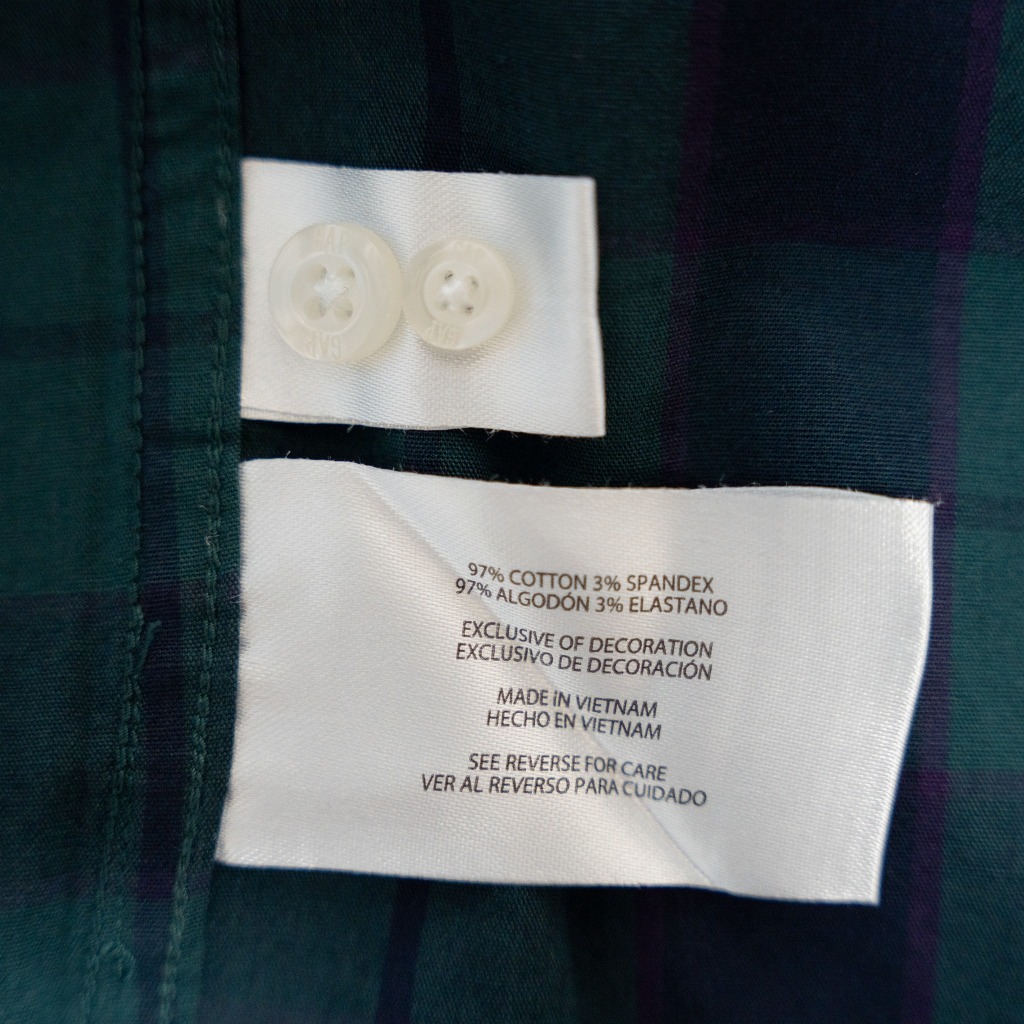 97% COTTON 3% SPANDEX
97% ALGODÓN 3% ELASTANO
EXCLUSIVE OF DECORATION
EXCLUSIVO DE DECORACIÓN
MADE IN VIETNAM
HECHO EN VIETNAM
SEE REVERSE FOR CARE
VER AL REVERSO PARA CUIDADO